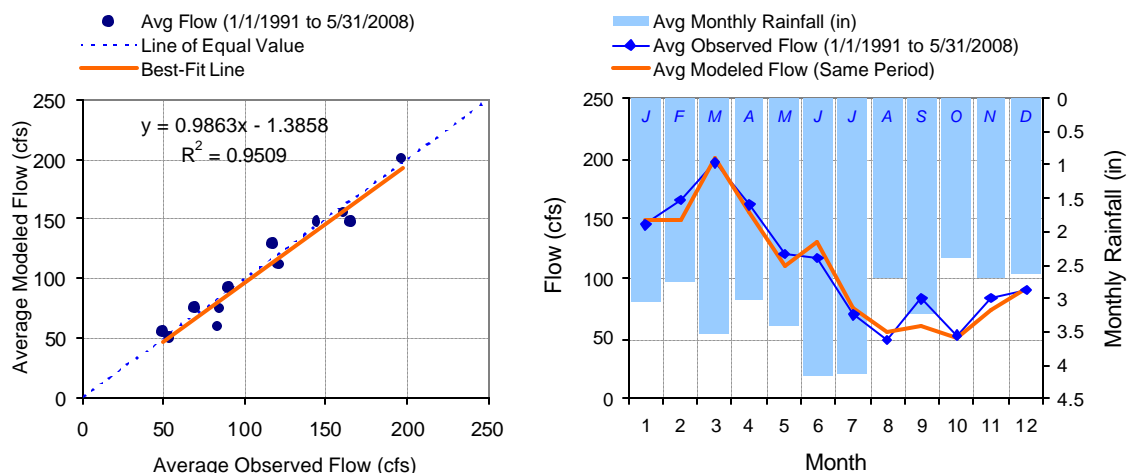 Avg Flow (1/1/1991 to 5/31/2008)
Line of Equal Value
Best-Fit Line
250
200
150
100
50
0
y = 0.9863x - 1.3858
R² = 0.9509
Average Modeled Flow (cfs)
0 50 100 150 200 250
Average Observed Flow (cfs)
Avg Monthly Rainfall (in)
Avg Observed Flow (1/1/1991 to 5/31/2008)
Avg Modeled Flow (Same Period)
250
200
150
100
50
0
Flow (cfs)
J F M A M J J A S O N D
0
0.5
1
1.5
2
2.5
3
3.5
4
4.5
Monthly Rainfall (in)
1 2 3 4 5 6 7 8 9 10 11 12
Month